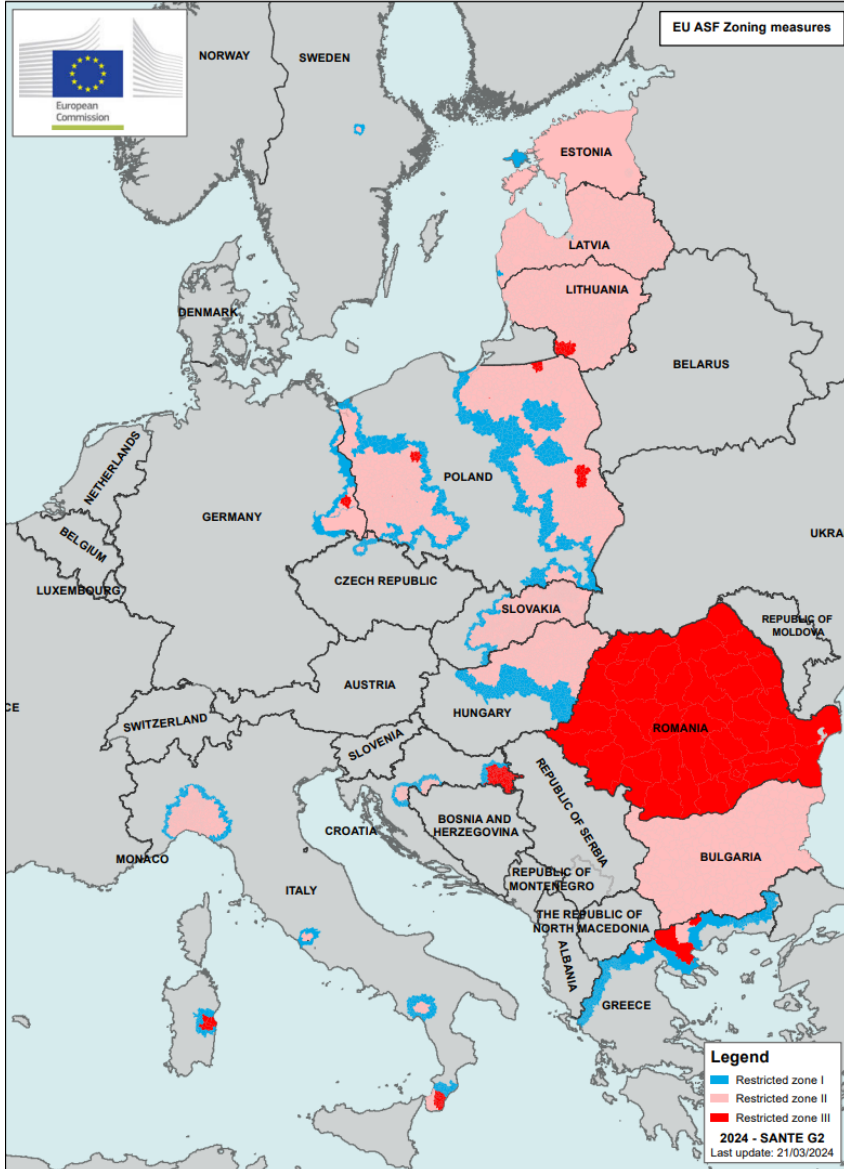 EU ASF Zoning measures
European
Commission
NORWAY
SWEDEN
ESTONIA
LATVIA
LITHUANIA
DENMARK
BELARUS
NETHERLANDS
POLAND
GERMANY
BELGIUM
UKRA
LUXEMBOURG
CZECH REPUBLIC
SLOVAKIA
REPUBLIC OF
MOLDOVA
AUSTRIA
CE
SWITZERLAND
HUNGARY
ROMANIA
SLOVENIA
REPUBLIC OF SERBIA
CROATIA
BOSNIA AND
HERZEGOVINA
MONACO
BULGARIA
ITALY
REPUBLIC OF
MONTENEGRO
THE REPUBLIC OF
NORTH MACEDONIA
ALBANIA
GREECE
Legend
Restricted zone I
Restricted zone II
Restricted zone III
2024 - SANTE G2
Last update: 21/03/2024